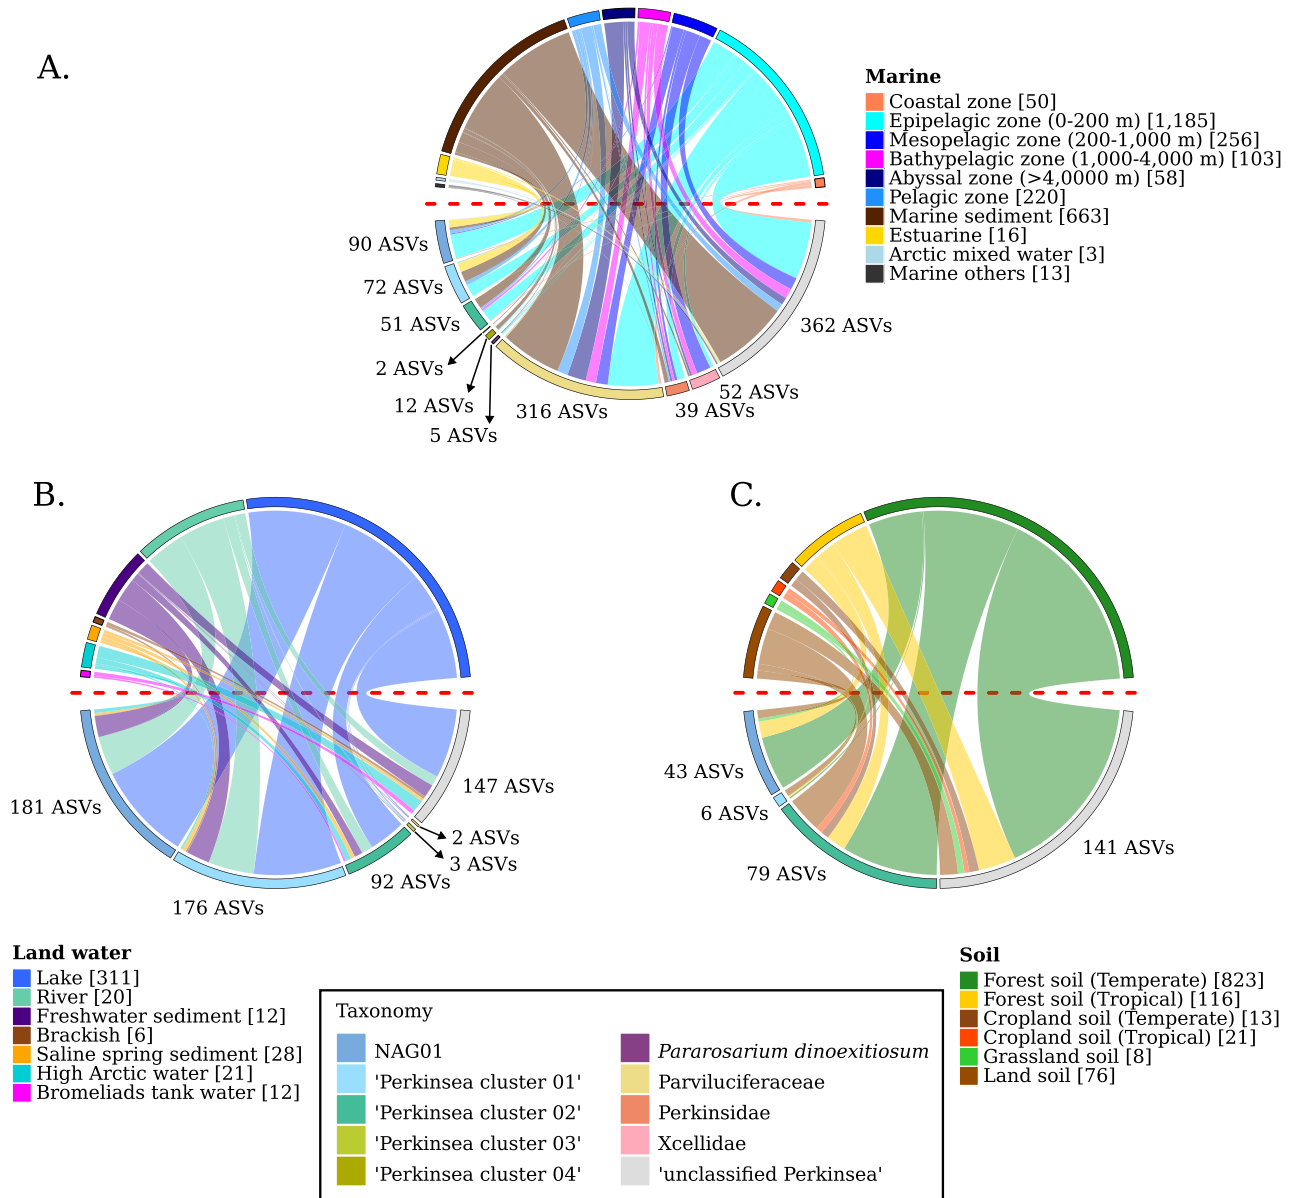 A.
Marine
Coastal zone [50]
Epipelagic zone (0-200 m) [1,185]
Mesopelagic zone (200-1,000 m) [256]
Bathypelagic zone (1,000-4,000 m) [103]
Abyssal zone (>4,0000 m) [58]
Pelagic zone [220]
Marine sediment [663]
Estuarine [16]
Arctic mixed water [3]
Marine others [13]
90 ASVs
72 ASVs
51 ASVs
2 ASVs
12 ASVs
5 ASVs
316 ASVs
39 ASVs
52 ASVs
362 ASVs
B.
181 ASVs
176 ASVs
92 ASVs
3 ASVs
2 ASVs
147 ASVs
C.
43 ASVs
6 ASVs
79 ASVs
141 ASVs
Land water
Lake [311]
River [20]
Freshwater sediment [12]
Brackish [6]
Saline spring sediment [28]
High Arctic water [21]
Bromeliads tank water [12]
Taxonomy
NAG01
'Perkinsea cluster 01'
'Perkinsea cluster 02'
'Perkinsea cluster 03'
'Perkinsea cluster 04'
Pararosarium dinoexitiosum
Parviluciferaceae
Perkinsidae
Xcellidae
'unclassified Perkinsea'
Soil
Forest soil (Temperate) [823]
Forest soil (Tropical) [116]
Cropland soil (Temperate) [13]
Cropland soil (Tropical) [21]
Grassland soil [8]
Land soil [76]